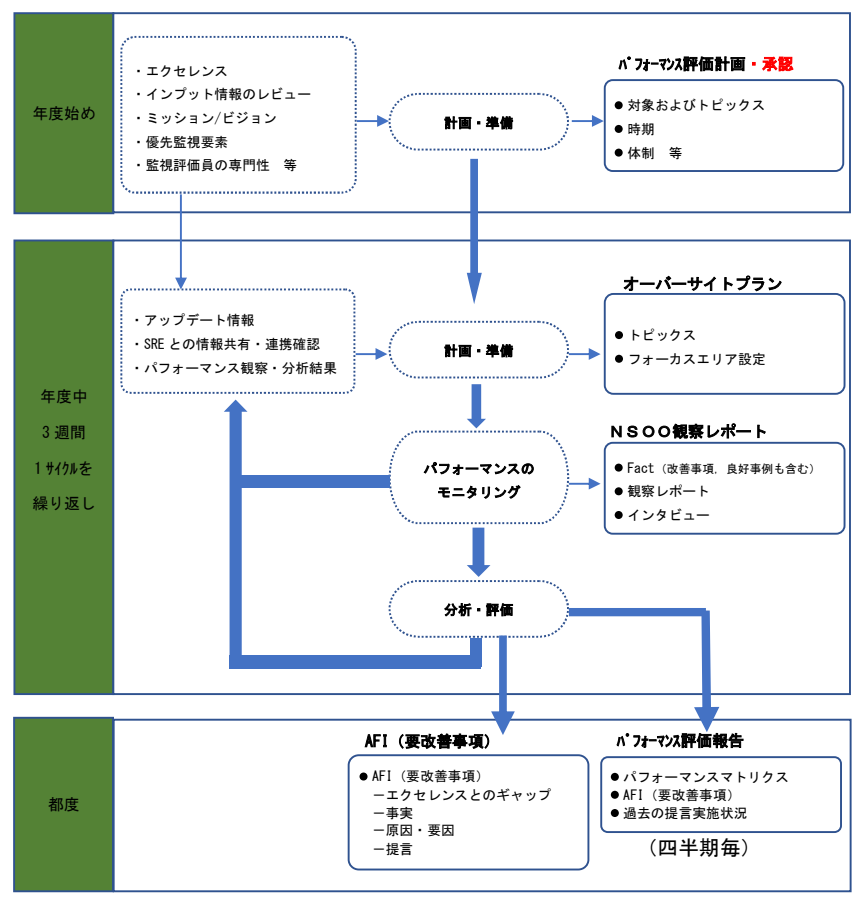 年度始め
・エクセレンス
・インプット情報のレビュー
・ミッション/ビジョン
・優先監視要素
・監視評価員の専門性　等
計画・準備
ﾊﾟﾌｫｰﾏﾝｽ評価計画・承認
●対象およびトピックス
●時期
●体制　等
年度中
3週間
1ｻｲｸﾙを
繰り返し
・アップデート情報
・SREとの情報共有・連携確認
・パフォーマンス観察・分析結果
計画・準備
オーバーサイトプラン
●トピックス
●フォーカスエリア設定
パフォーマンスの
モニタリング
ＮＳＯＯ観察レポート
●Fact（改善事項，良好事例も含む）
●観察レポート
●インタビュー
分析・評価
都度
AFI（要改善事項）
●AFI（要改善事項）
－エクセレンスとのギャップ
－事実
－原因・要因
－提言
ﾊﾟﾌｫｰﾏﾝｽ評価報告
●パフォーマンスマトリクス
●AFI（要改善事項）
●過去の提言実施状況
（四半期毎）